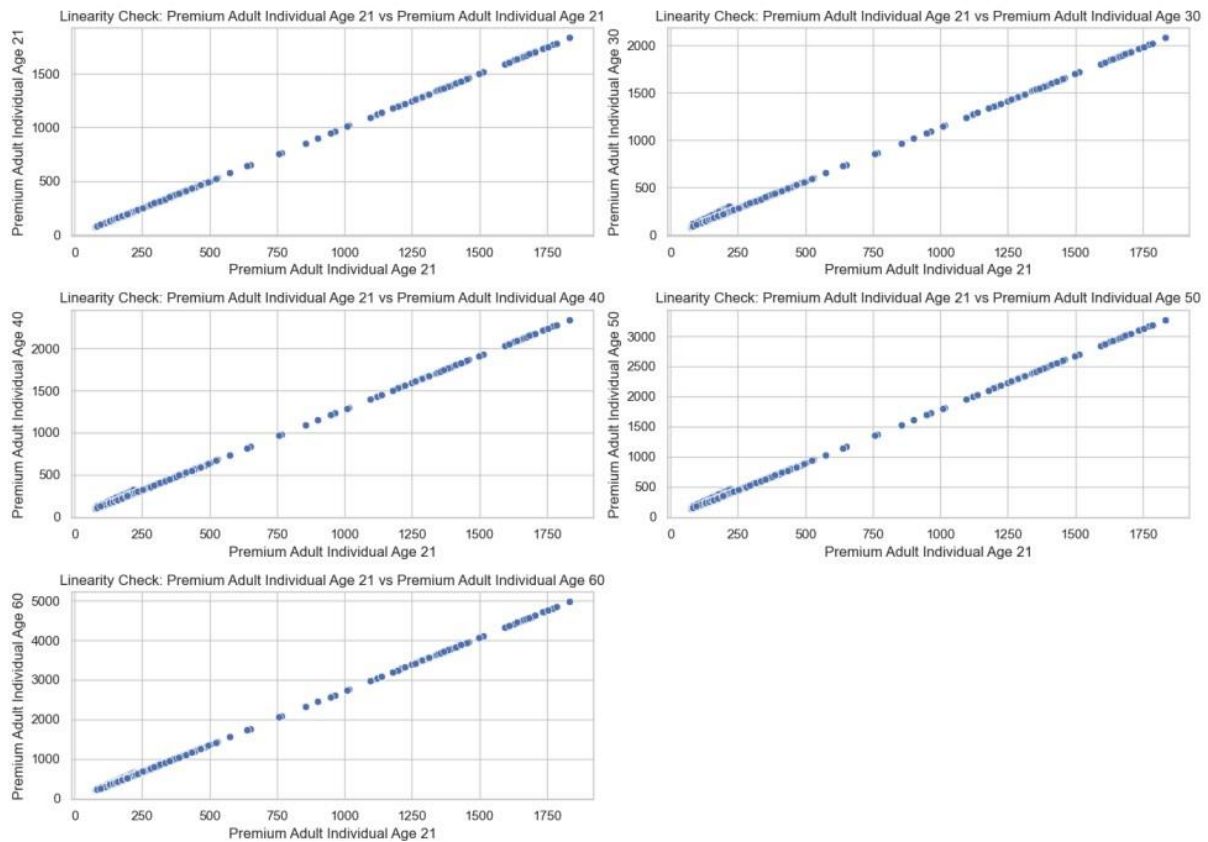 Linearity Check: Premium Adult Individual Age 21 vs Premium Adult Individual Age 21
Premium Adult Individual Age 21
1500
1000
500
0
0 250 500 750 1000 1250 1500 1750
Premium Adult Individual Age 21
Linearity Check: Premium Adult Individual Age 21 vs Premium Adult Individual Age 30
Premium Adult Individual Age 30
2000
1500
1000
500
0
0 250 500 750 1000 1250 1500 1750
Premium Adult Individual Age 21
Linearity Check: Premium Adult Individual Age 21 vs Premium Adult Individual Age 40
Premium Adult Individual Age 40
2000
1500
1000
500
0
0 250 500 750 1000 1250 1500 1750
Premium Adult Individual Age 21
Linearity Check: Premium Adult Individual Age 21 vs Premium Adult Individual Age 50
Premium Adult Individual Age 50
3000
2500
2000
1500
1000
500
0
0 250 500 750 1000 1250 1500 1750
Premium Adult Individual Age 21
Linearity Check: Premium Adult Individual Age 21 vs Premium Adult Individual Age 60
Premium Adult Individual Age 60
5000
4000
3000
2000
1000
0
0 250 500 750 1000 1250 1500 1750
Premium Adult Individual Age 21